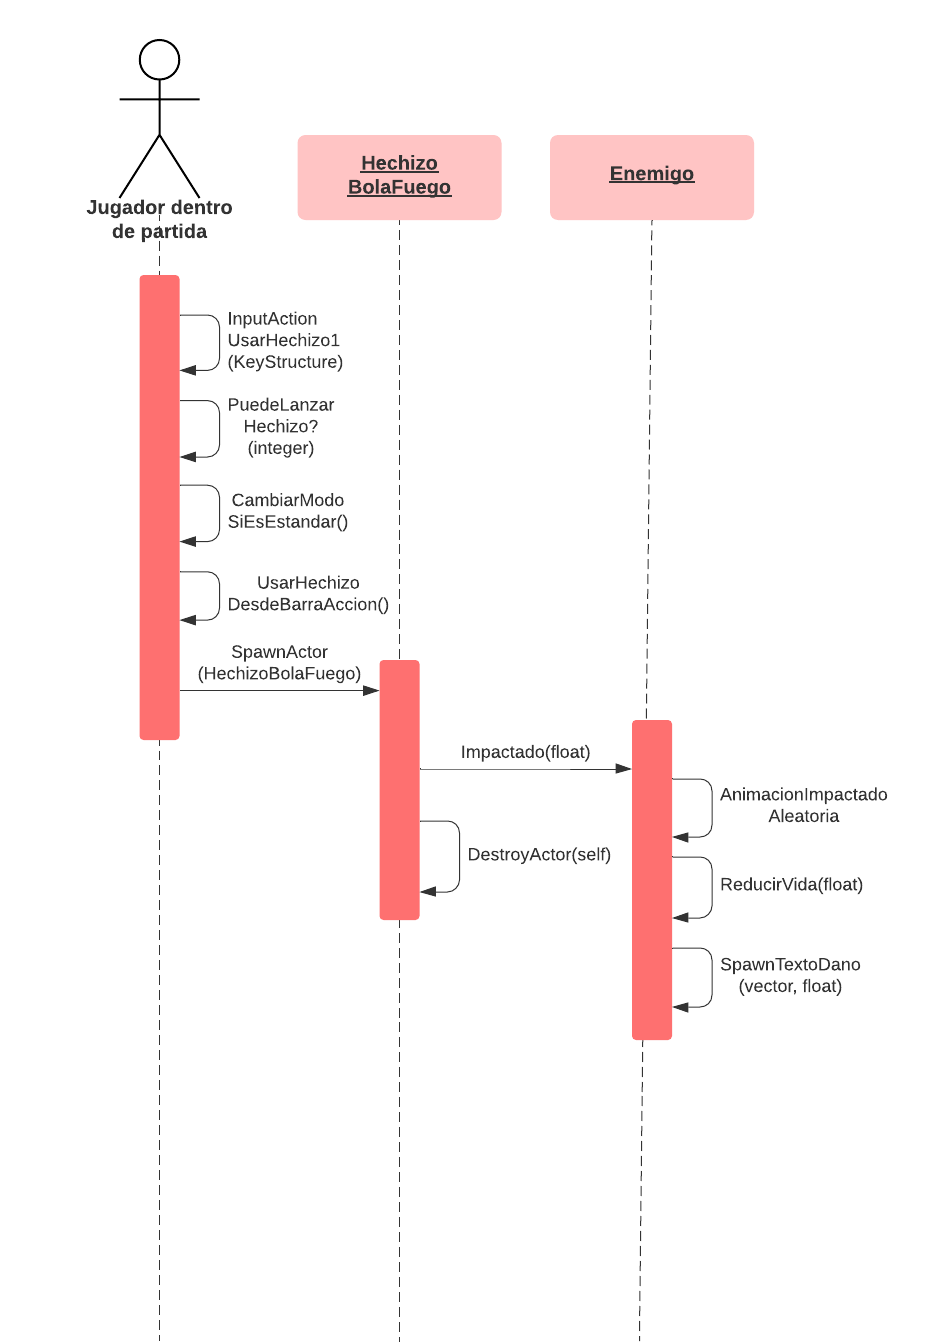 Jugador dentro
de partida
Hechizo
BolaFuego
Enemigo
InputAction
UsarHechizo1
(KeyStructure)
PuedeLanzar
Hechizo?
(integer)
CambiarModo
SiEsEstandar()
UsarHechizo
DesdeBarraAccion()
SpawnActor
(HechizoBolaFuego)
Impactado(float)
AnimacionImpactado
Aleatoria
DestroyActor(self)
ReducirVida(float)
SpawnTextoDano
(vector, float)